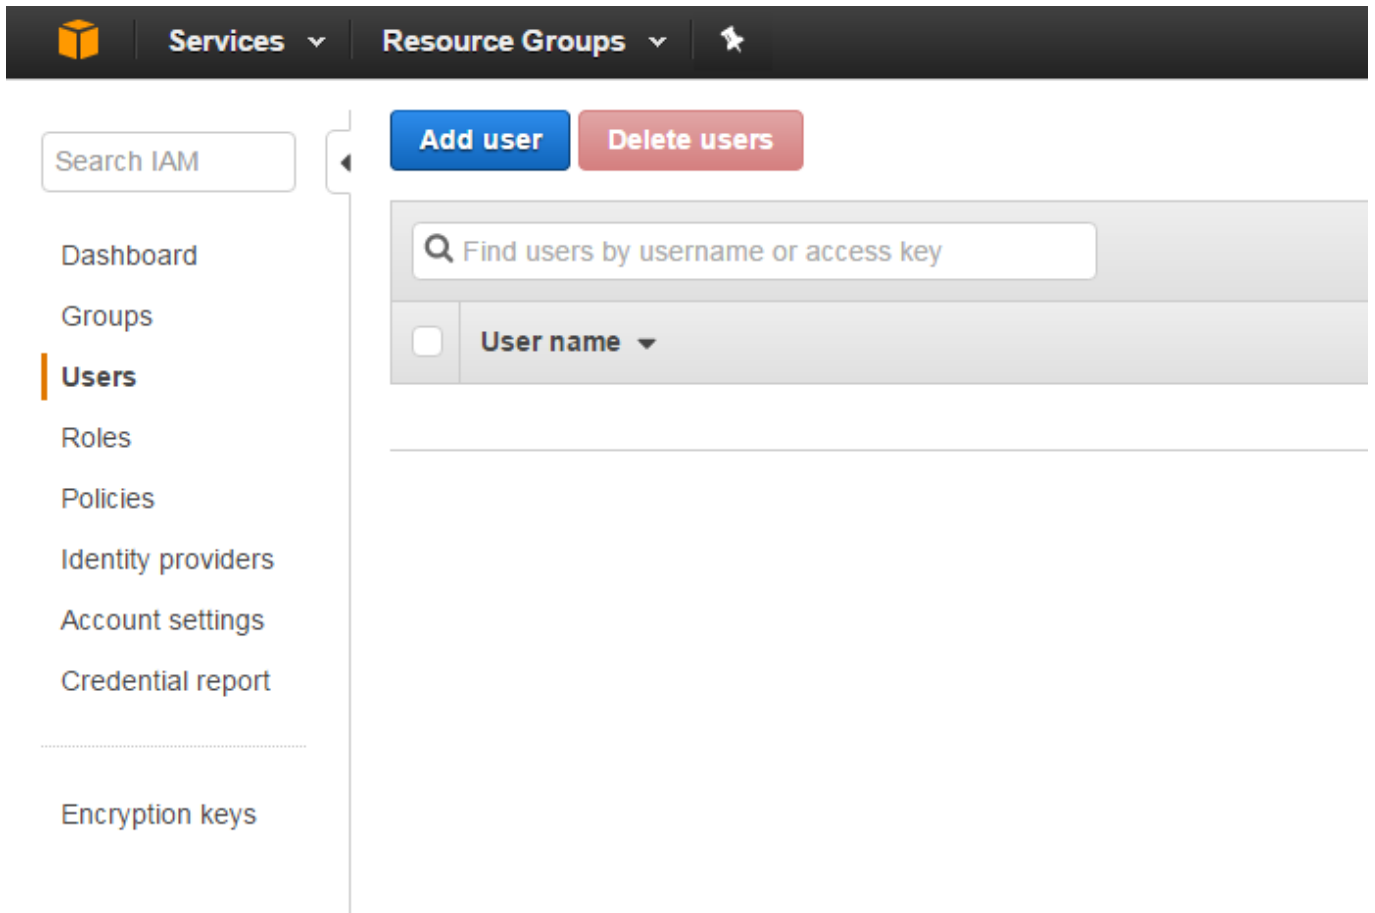 Services
Resource Groups
Search IAM
Dashboard
Groups
Users
Roles
Policies
Identity providers
Account settings
Credential report
Encryption keys
Add user
Delete users
Find users by username or access key
User name